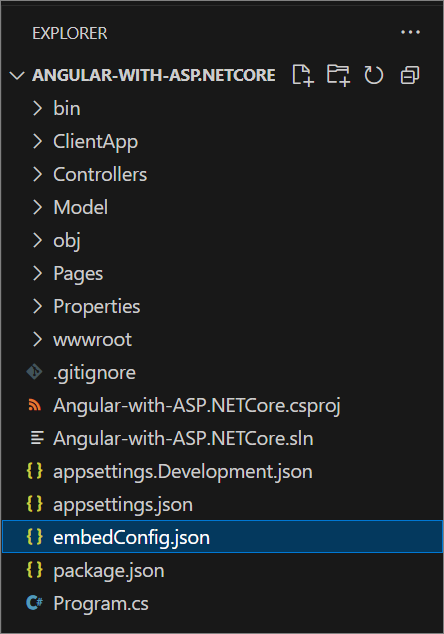 EXPLORER
ANGULAR-WITH-ASP.NETCORE
bin
ClientApp
Controllers
Model
obj
Pages
Properties
wwwroot
.gitignore
Angular-with-ASP.NETCore.csproj
Angular-with-ASP.NETCore.sln
{} appsettings.Development.json
{} appsettings.json
{} embedConfig.json
{} package.json
C# Program.cs